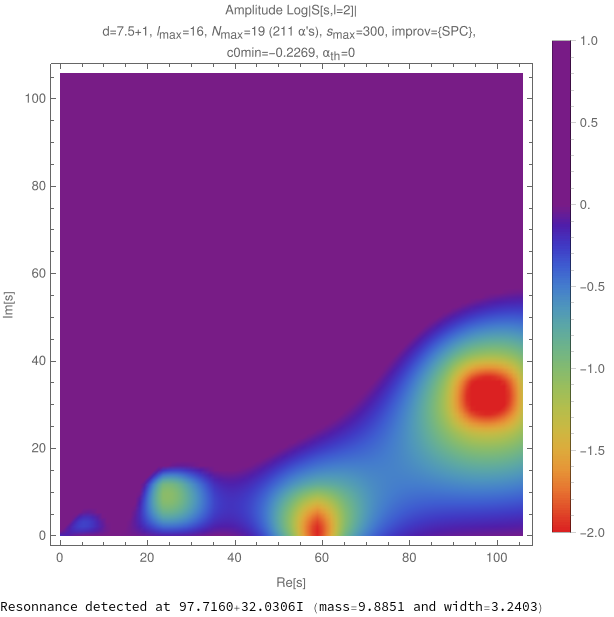 Amplitude Log|S[s,l=2]|
d=7.5+1, lmax=16, Nmax=19 (211 α's), smax=300, improv={SPC},
c0min=-0.2269, αth=0
1.0
100
0.5
80
0.
60
Im[s]
-0.5
40
-1.0
20
-1.5
0
-2.0
0 20 40 60 80 100
Re[s]
Resonnance detected at 97.7160+32.0306I (mass=9.8851 and width=3.2403)